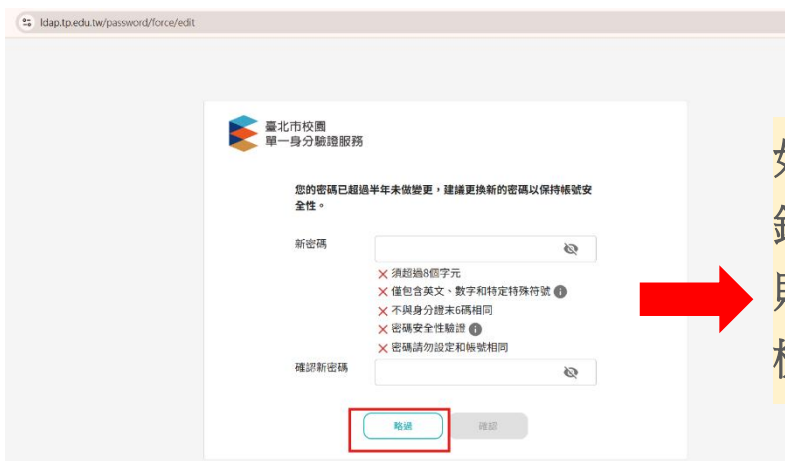 ldap.tp.edu.tw/password/force/edit
臺北市校園
單一身分驗證服務
您的密碼已超過半年未做變更，建議更換新的密碼以保持帳號安
全性。
新密碼
須超過8個字元
僅包含英文、數字和特定特殊符號
不與身分證末6碼相同
密碼安全性驗證
密碼請勿設定和帳號相同
確認新密碼
略過 確認